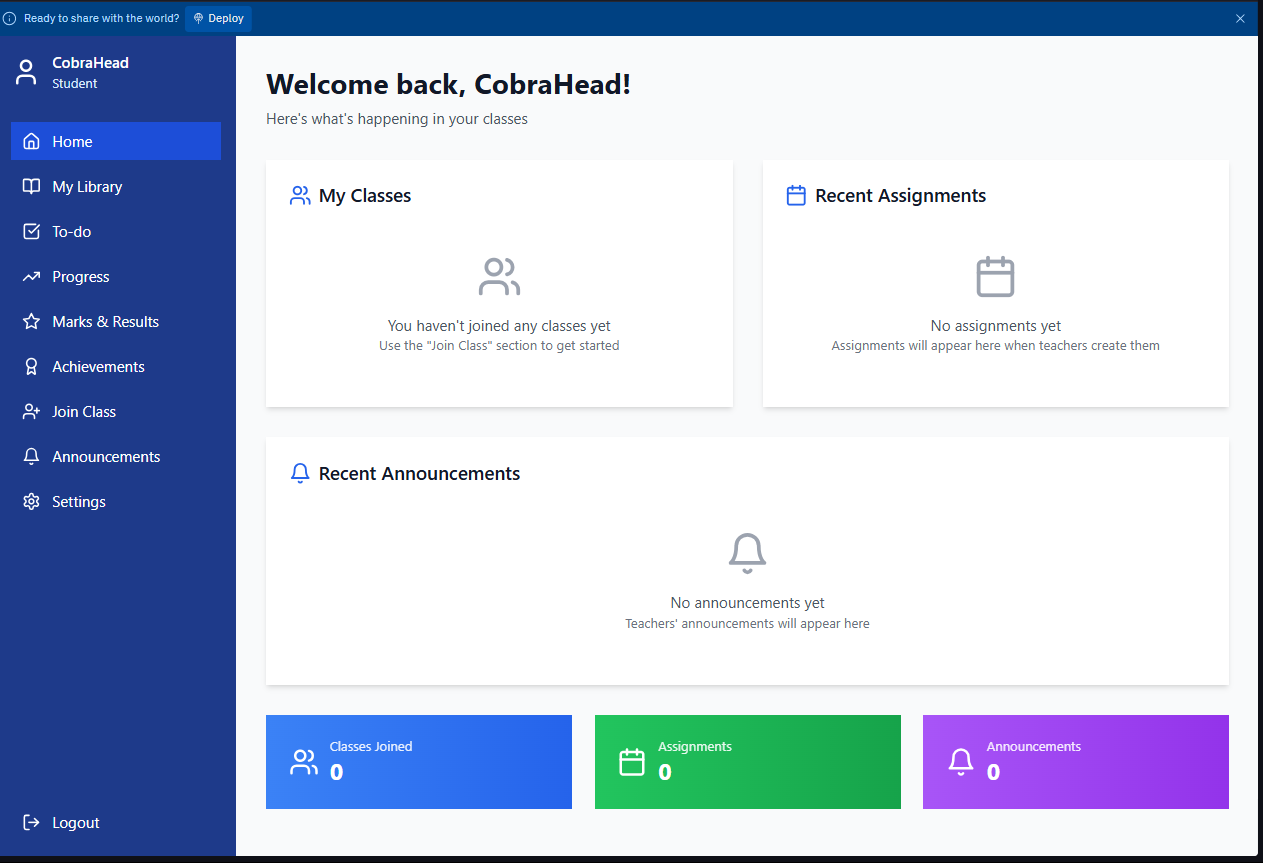 Ready to share with the world? Deploy
CobraHead
Student
Home
My Library
To-do
Progress
Marks & Results
Achievements
Join Class
Announcements
Settings
Logout
Welcome back, CobraHead!
Here's what's happening in your classes
My Classes
You haven't joined any classes yet
Use the "Join Class" section to get started
Recent Assignments
No assignments yet
Assignments will appear here when teachers create them
Recent Announcements
No announcements yet
Teachers' announcements will appear here
Classes Joined
0
Assignments
0
Announcements
0